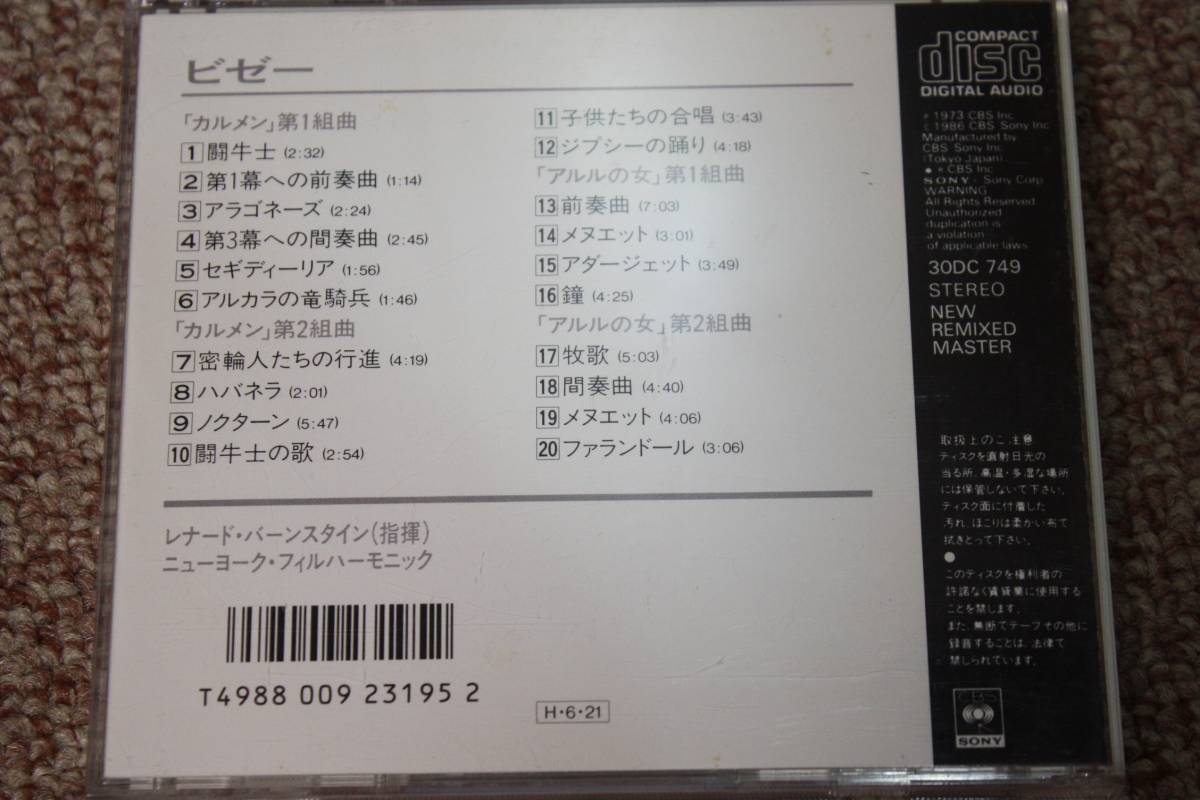 ビゼー
「カルメン」第1組曲
1 闘牛士 (2:32)
2 第1幕への前奏曲 (1:14)
3 アラゴネーズ (2:24)
4 第3幕への間奏曲 (2:45)
5 セギディーリア (1:56)
6 アルカラの竜騎兵 (1:46)
「カルメン」第2組曲
7 密輪人たちの行進 (4:19)
8 ハバネラ (2:01)
9 ノクターン (5:47)
10 闘牛士の歌 (2:54)
11 子供たちの合唱 (3:43)
12 ジプシーの踊り (4:18)
「アルルの女」第1組曲
13 前奏曲 (7:03)
14 メヌエット (3:01)
15 アダージェット (3:49)
16 鐘 (4:25)
「アルルの女」第2組曲
17 牧歌 (5:03)
18 間奏曲 (4:40)
19 メヌエット (4:06)
20 ファランドール (3:06)
レナード・バーンスタイン(指揮)
ニューヨーク・フィルハーモニック
T4988 009 23195 2
H・6・21
COMPACT
disc
DIGITAL AUDIO
℗ 1973 CBS Inc
© 1986 CBS Sony Inc
Manufactured by
CBS Sony Inc
(Tokyo Japan)
CBS Inc
SONY Sony Corp
WARNING
All Rights Reserved
Unauthorized
duplication is
a violation
of applicable laws
30DC 749
STEREO
NEW
REMIXED
MASTER
取扱上のご注意
ディスクを直射日光の
当る所、高温・多湿な場所
には保管しないで下さい。
ディスク面に付着した
汚れ、ほこりは柔かい布で
拭きとって下さい。
●
このディスクを権利者の
許諾なく賃貸業に使用する
ことを禁じます。
また、無断でテープその他に
録音することは、法律で
禁じられています。
CBS
SONY